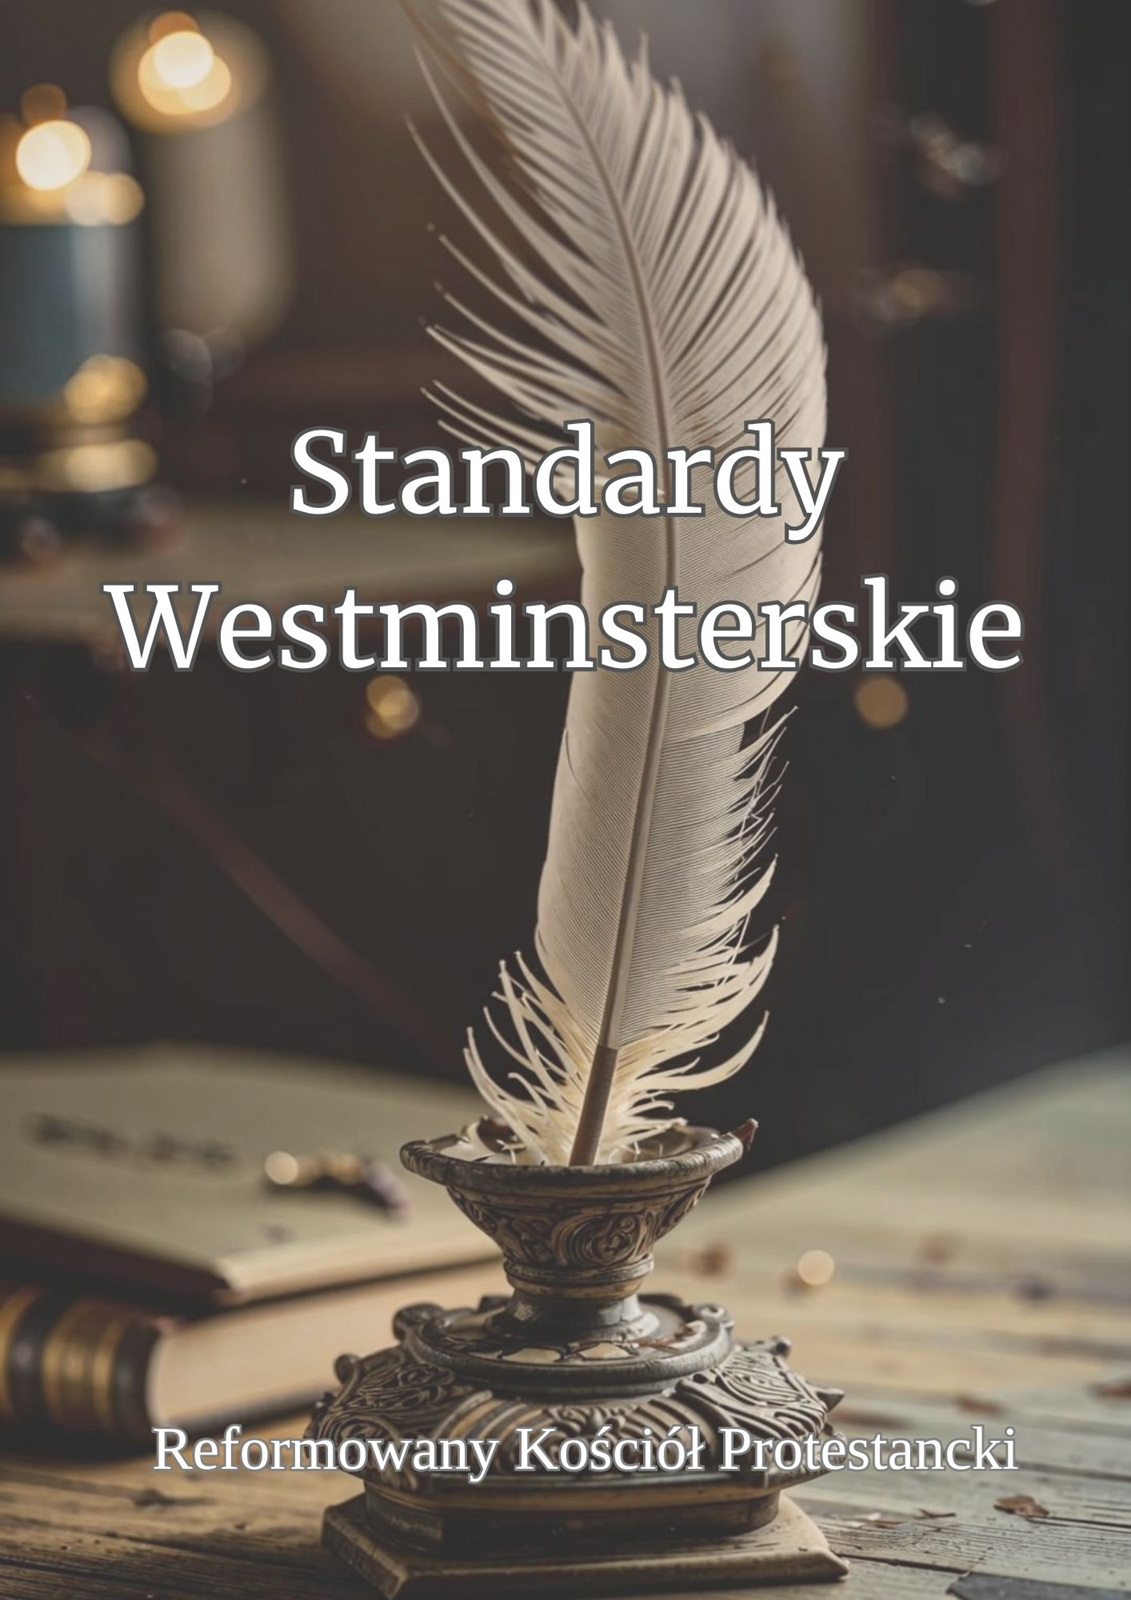 Standardy
Westminsterskie
Reformowany Kościół Protestancki